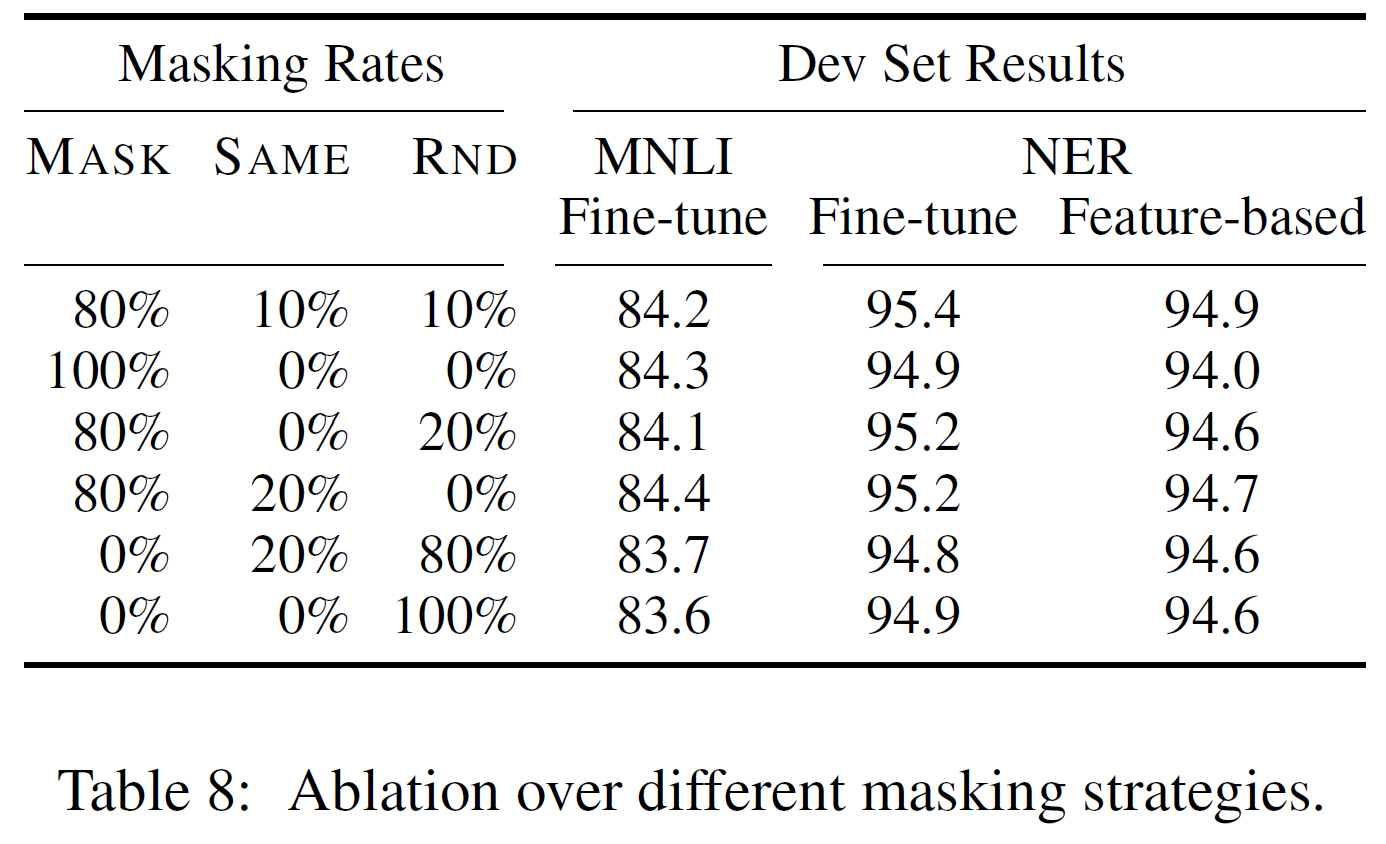 Masking Rates Dev Set Results
MASK SAME RND MNLI NER
Fine-tune Fine-tune Feature-based
80% 10% 10% 84.2 95.4 94.9
100% 0% 0% 84.3 94.9 94.0
80% 0% 20% 84.1 95.2 94.6
80% 20% 0% 84.4 95.2 94.7
0% 20% 80% 83.7 94.8 94.6
0% 0% 100% 83.6 94.9 94.6
Table 8: Ablation over different masking strategies.